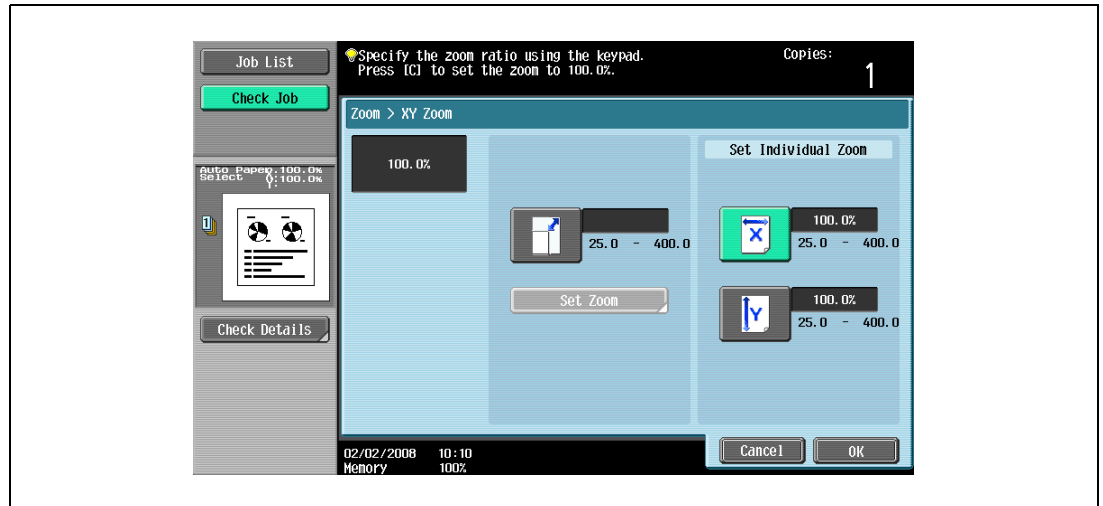 Job List
Check Job
Specify the zoom ratio using the keypad.
Press [C] to set the zoom to 100.0%.
Copies:
1
Zoom > XY Zoom
100.0%
Set Individual Zoom
Auto Paper 100.0%
Select X:100.0%
Y:
1
25.0 - 400.0
Set Zoom
X
100.0%
25.0 - 400.0
Y
100.0%
25.0 - 400.0
Check Details
02/02/2008 10:10
Memory 100%
Cancel
OK